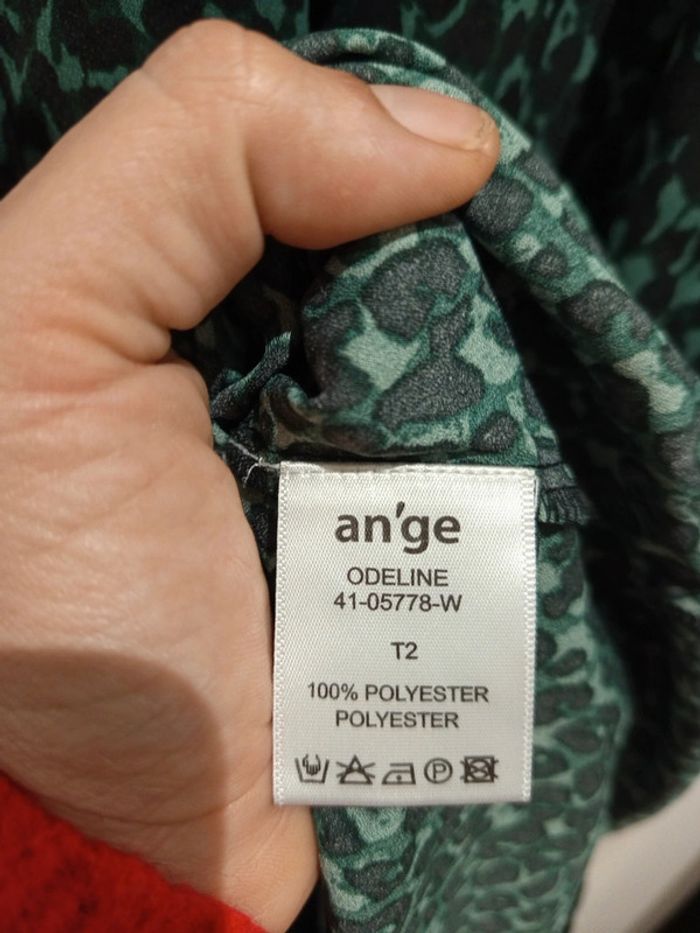 an'ge
ODELINE
41-05778-W
T2
100% POLYESTER
POLYESTER
P